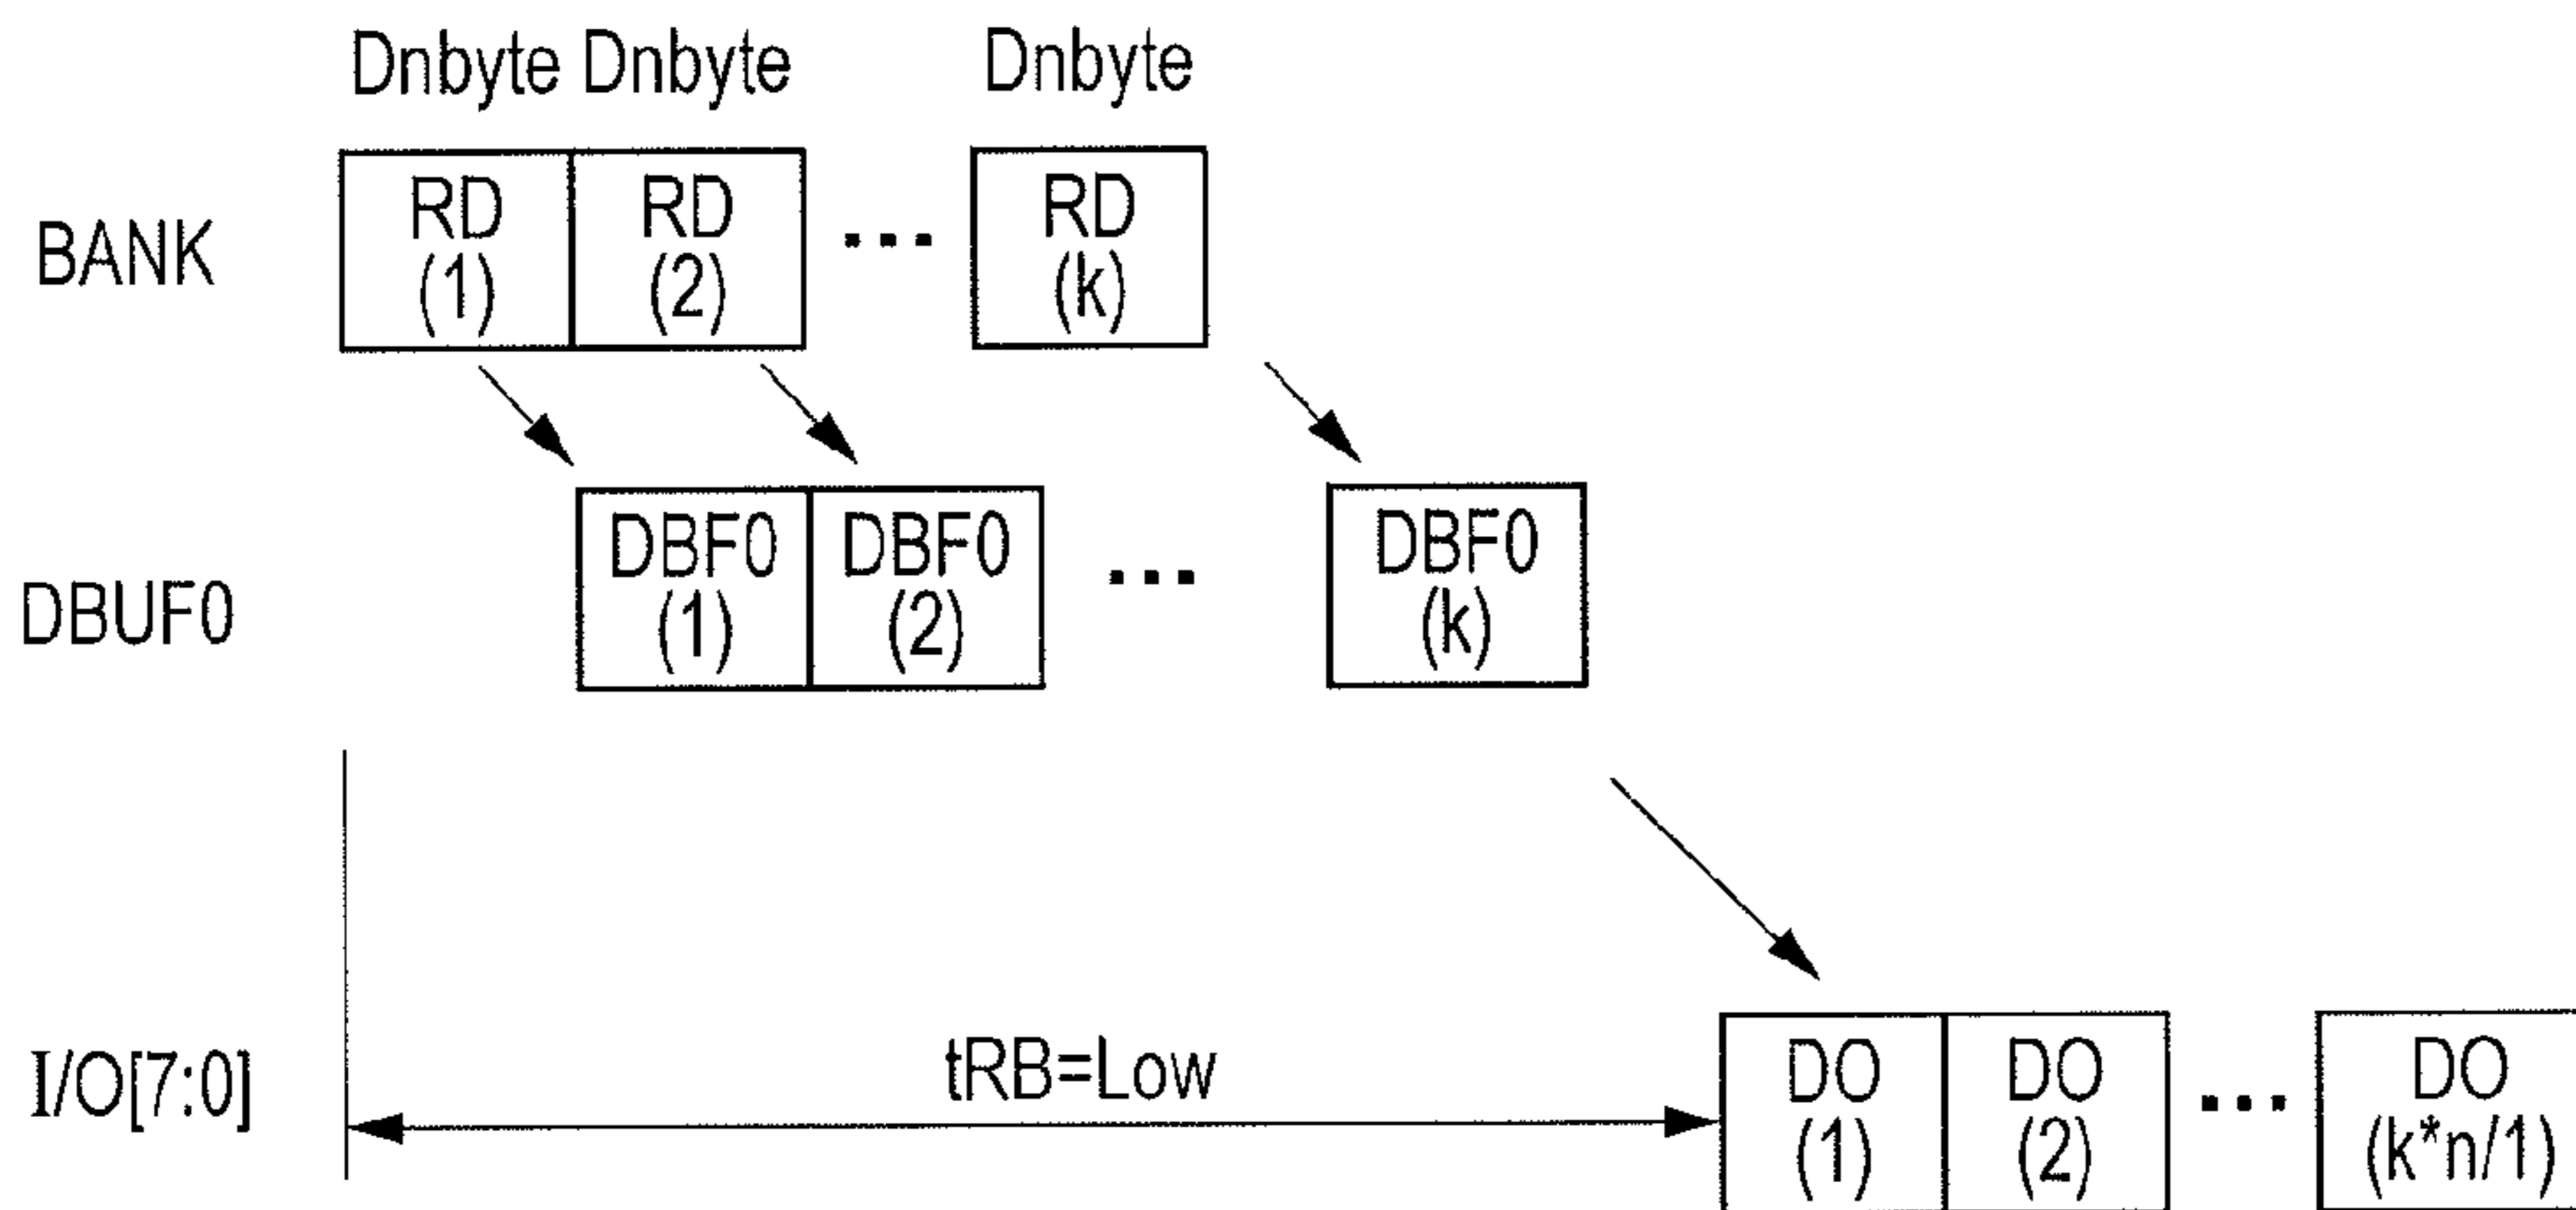 Dnbyte Dnbyte Dnbyte
BANK
RD
(1)
RD
(2)
...
RD
(k)
DBUF0
DBF0
(1)
DBF0
(2)
...
DBF0
(k)
I/O[7:0]
tRB=Low
DO
(1)
DO
(2)
...
DO
(k*n/1)